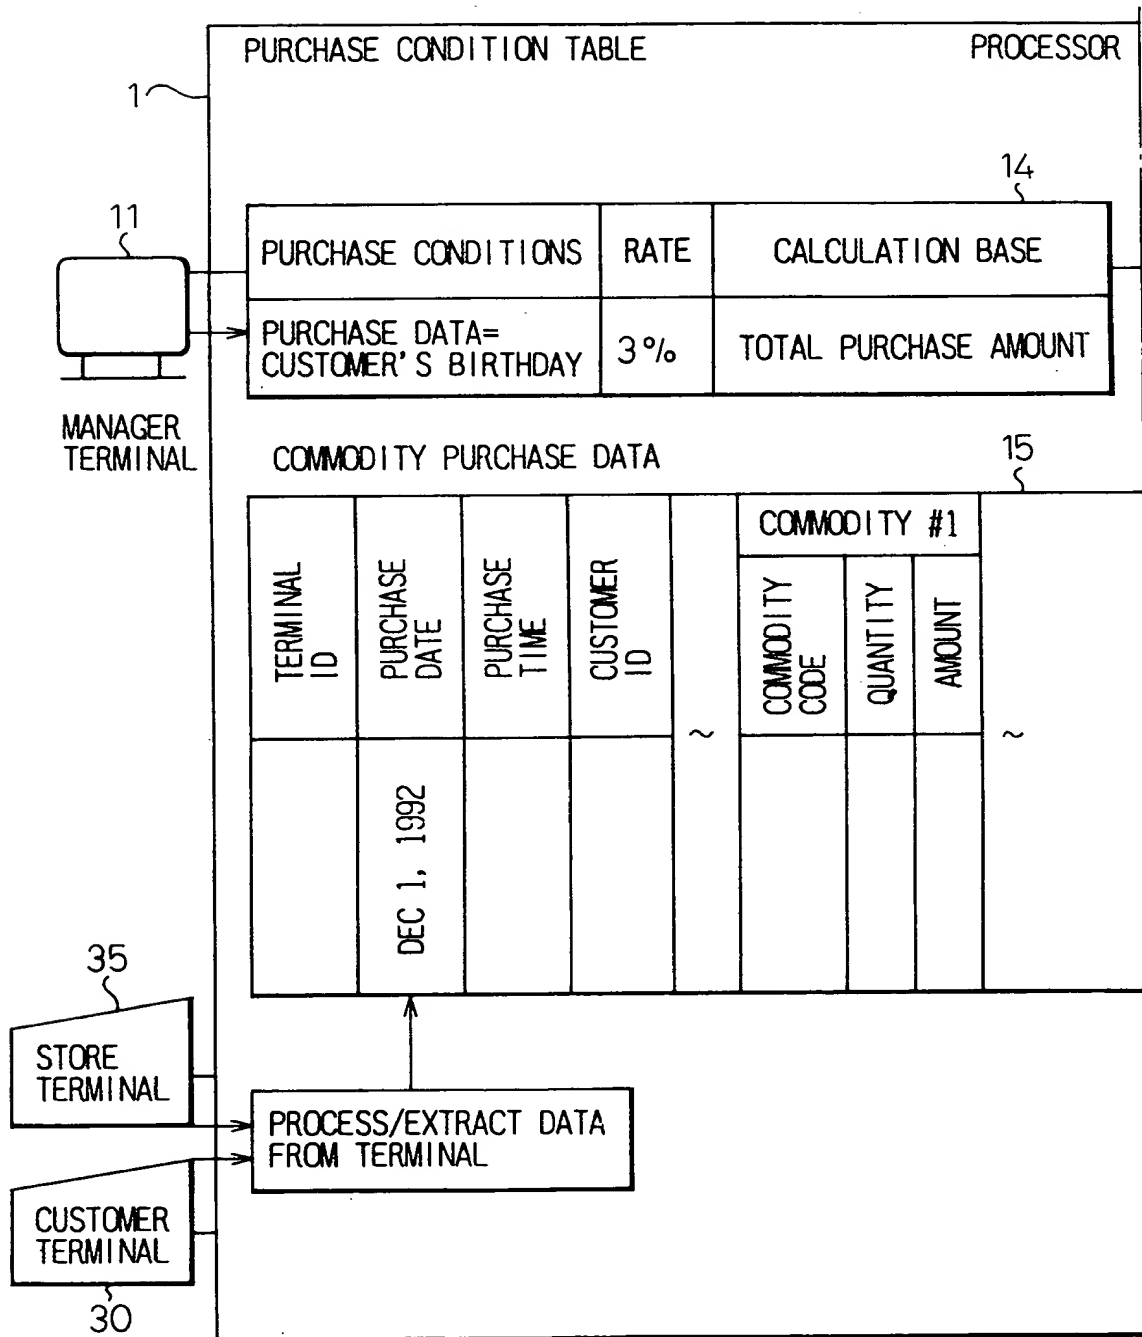 PURCHASE CONDITION TABLE
PROCESSOR
1
14
11
PURCHASE CONDITIONS
RATE
CALCULATION BASE
PURCHASE DATA=
CUSTOMER'S BIRTHDAY
3%
TOTAL PURCHASE AMOUNT
MANAGER
TERMINAL
COMMODITY PURCHASE DATA
15
TERMINAL
ID
PURCHASE
DATE
PURCHASE
TIME
CUSTOMER
ID
~
COMMODITY #1
COMMODITY
CODE
QUANTITY
AMOUNT
~
DEC 1, 1992
35
STORE
TERMINAL
PROCESS/EXTRACT DATA
FROM TERMINAL
CUSTOMER
TERMINAL
30